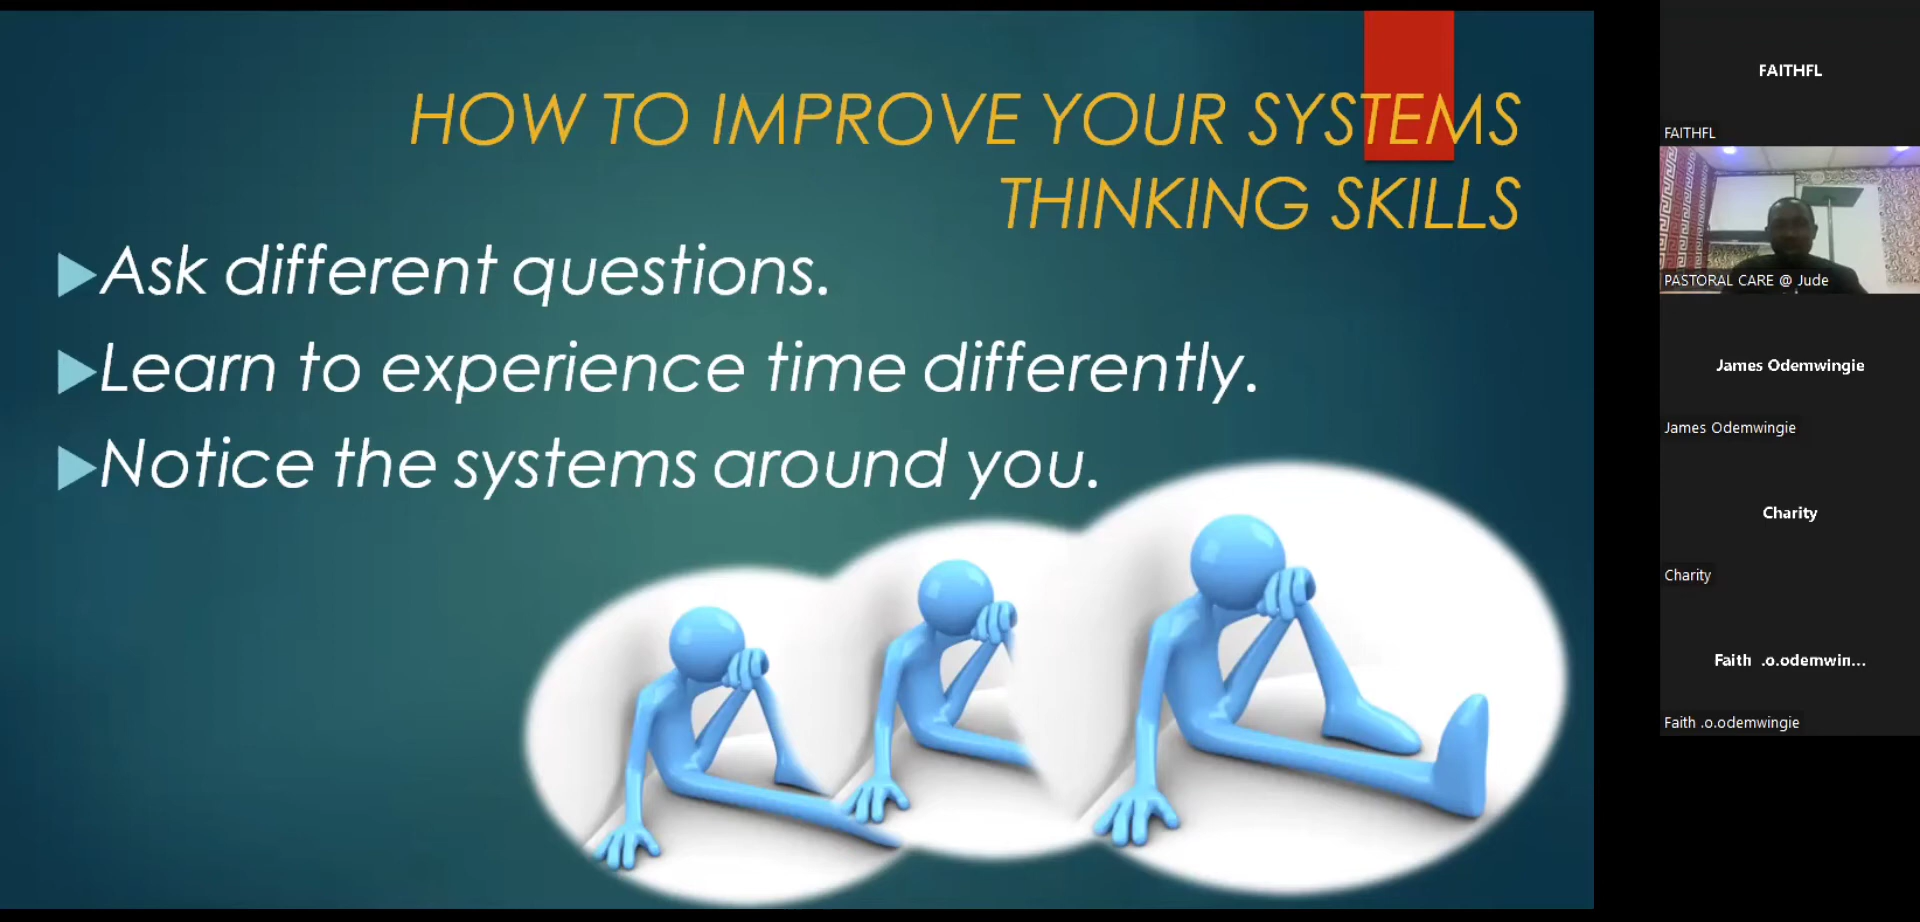 HOW TO IMPROVE YOUR SYSTEMS
THINKING SKILLS
Ask different questions.
Learn to experience time differently.
Notice the systems around you.
FAITHFL
FAITHFL
PASTORAL CARE @ Jude
James Odemwingie
James Odemwingie
Charity
Charity
Faith .o.odemwin...
Faith .o.odemwingie